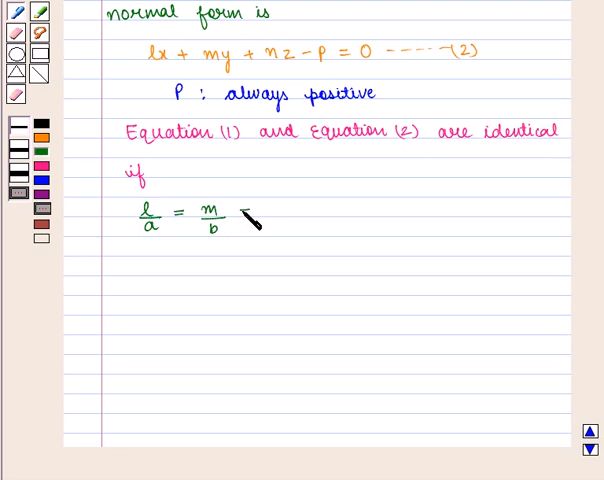 normal form is
lx + my + nz - p = 0 ------(2)
P : always positive
Equation (1) and Equation (2) are identical
if
l/a = m/b =